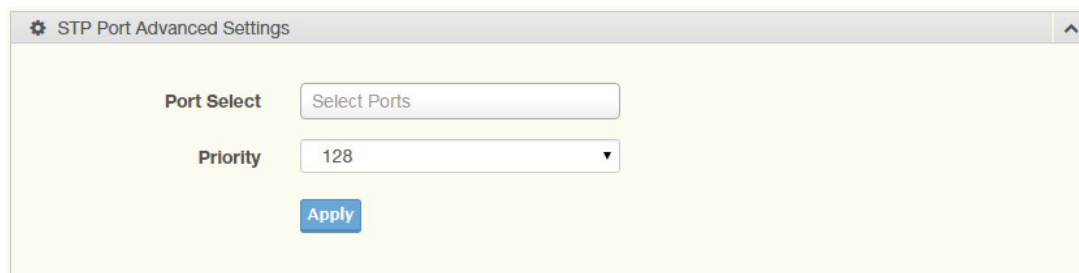 STP Port Advanced Settings
Port Select Select Ports
Priority 128
Apply